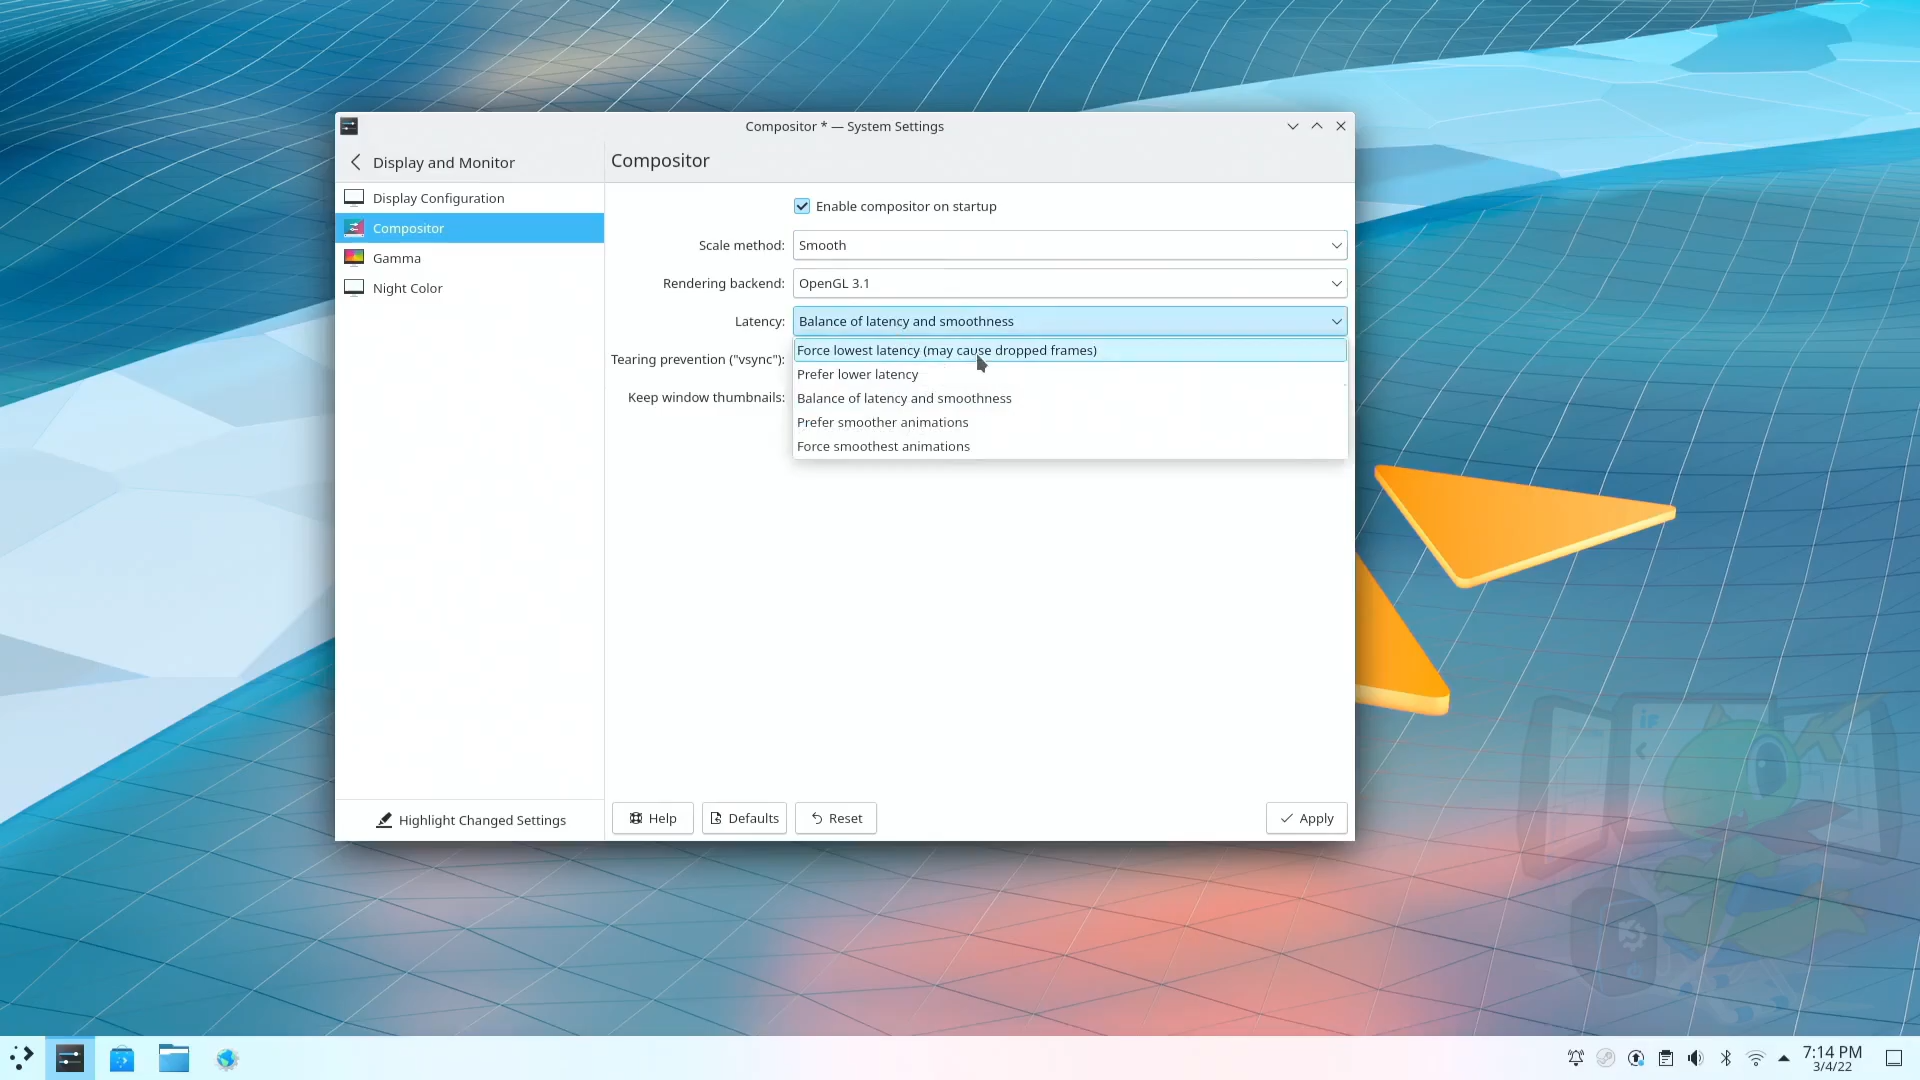 Compositor * — System Settings
Display and Monitor
Compositor
Display Configuration
Compositor
Gamma
Night Color
Enable compositor on startup
Scale method: Smooth
Rendering backend: OpenGL 3.1
Latency: Balance of latency and smoothness
Tearing prevention ("vsync"):
Keep window thumbnails:
Force lowest latency (may cause dropped frames)
Prefer lower latency
Balance of latency and smoothness
Prefer smoother animations
Force smoothest animations
Highlight Changed Settings
Help
Defaults
Reset
Apply
7:14 PM
3/4/22